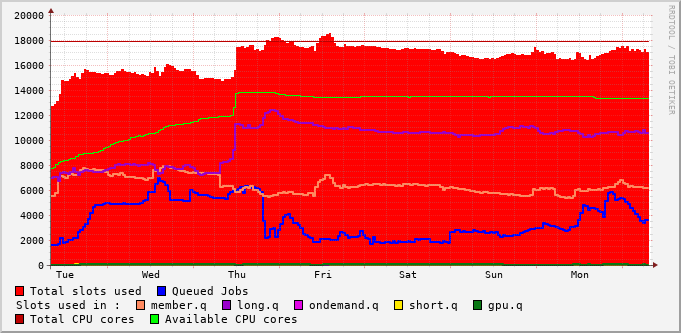 20000
18000
16000
14000
12000
10000
8000
6000
4000
2000
0
Tue Wed Thu Fri Sat Sun Mon
Total slots used Queued Jobs
Slots used in : member.q long.q ondemand.q short.q gpu.q
Total CPU cores Available CPU cores
RRDTOOL / TOBI OETIKER